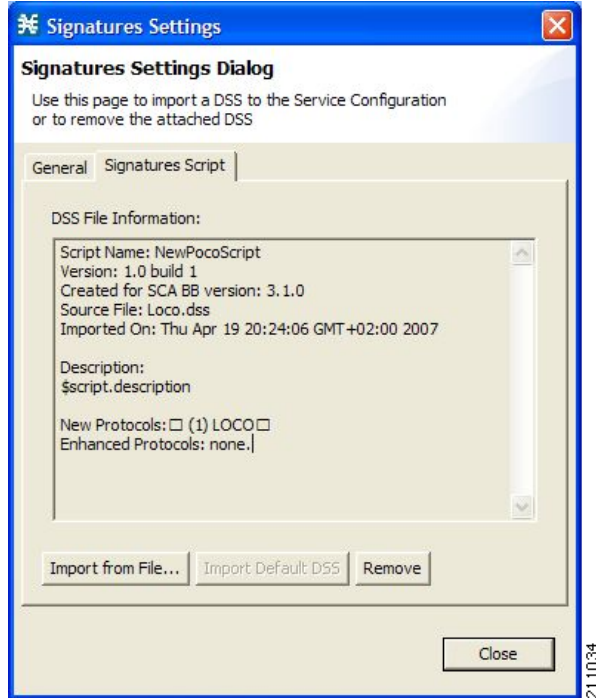 Signatures Settings
Signatures Settings Dialog
Use this page to import a DSS to the Service Configuration
or to remove the attached DSS
General
Signatures Script
DSS File Information:
Script Name: NewPocoScript
Version: 1.0 build 1
Created for SCA BB version: 3.1.0
Source File: Loco.dss
Imported On: Thu Apr 19 20:24:06 GMT+02:00 2007
Description:
$script.description
New Protocols:□ (1) LOCO□
Enhanced Protocols: none.
Import from File...
Import Default DSS
Remove
Close
211034